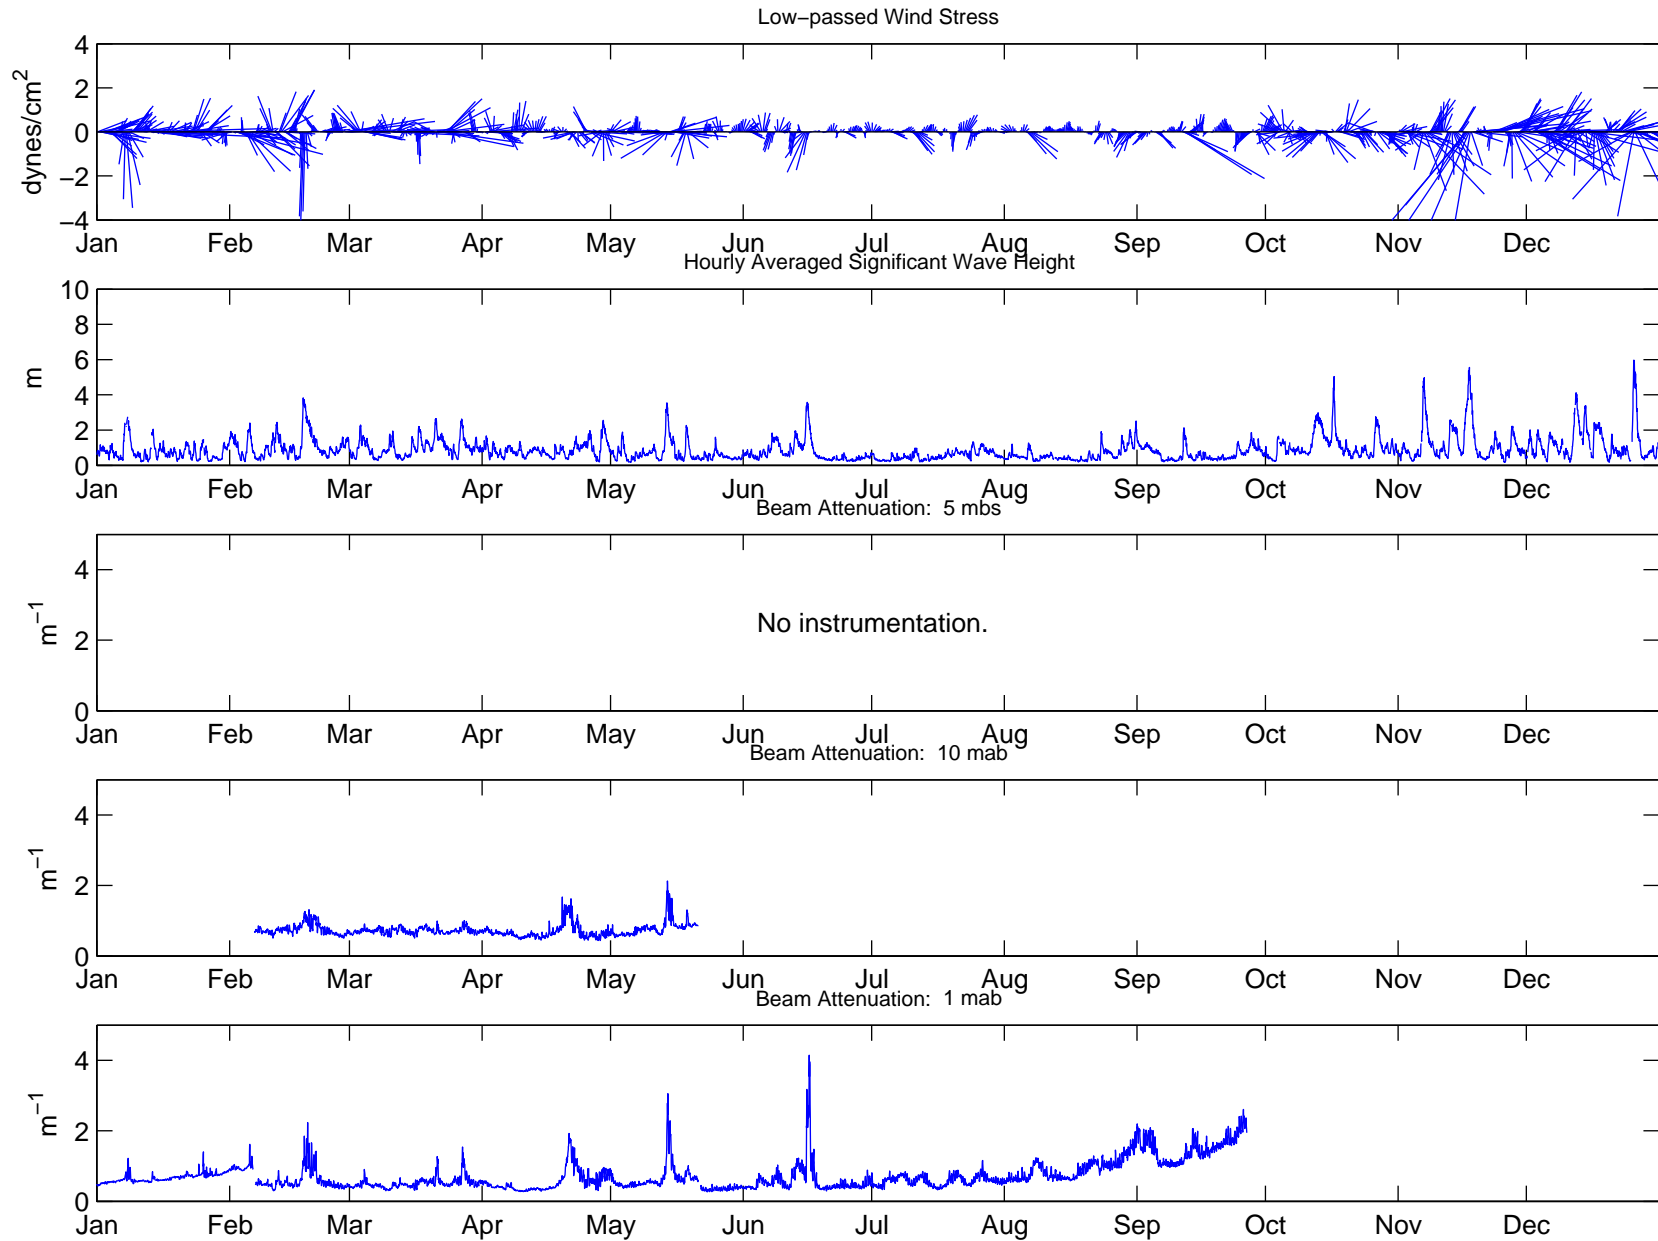 Low−passed Wind Stress
4
2
0
−2
−4
dynes/cm2
Jan Feb Mar Apr May Jun Jul Aug Sep Oct Nov Dec
Hourly Averaged Significant Wave Height
10
8
6
4
2
0
m
Jan Feb Mar Apr May Jun Jul Aug Sep Oct Nov Dec
Beam Attenuation: 5 mbs
4
2
0
m−1
No instrumentation.
Jan Feb Mar Apr May Jun Jul Aug Sep Oct Nov Dec
Beam Attenuation: 10 mab
4
2
0
m−1
Jan Feb Mar Apr May Jun Jul Aug Sep Oct Nov Dec
Beam Attenuation: 1 mab
4
2
0
m−1
Jan Feb Mar Apr May Jun Jul Aug Sep Oct Nov Dec